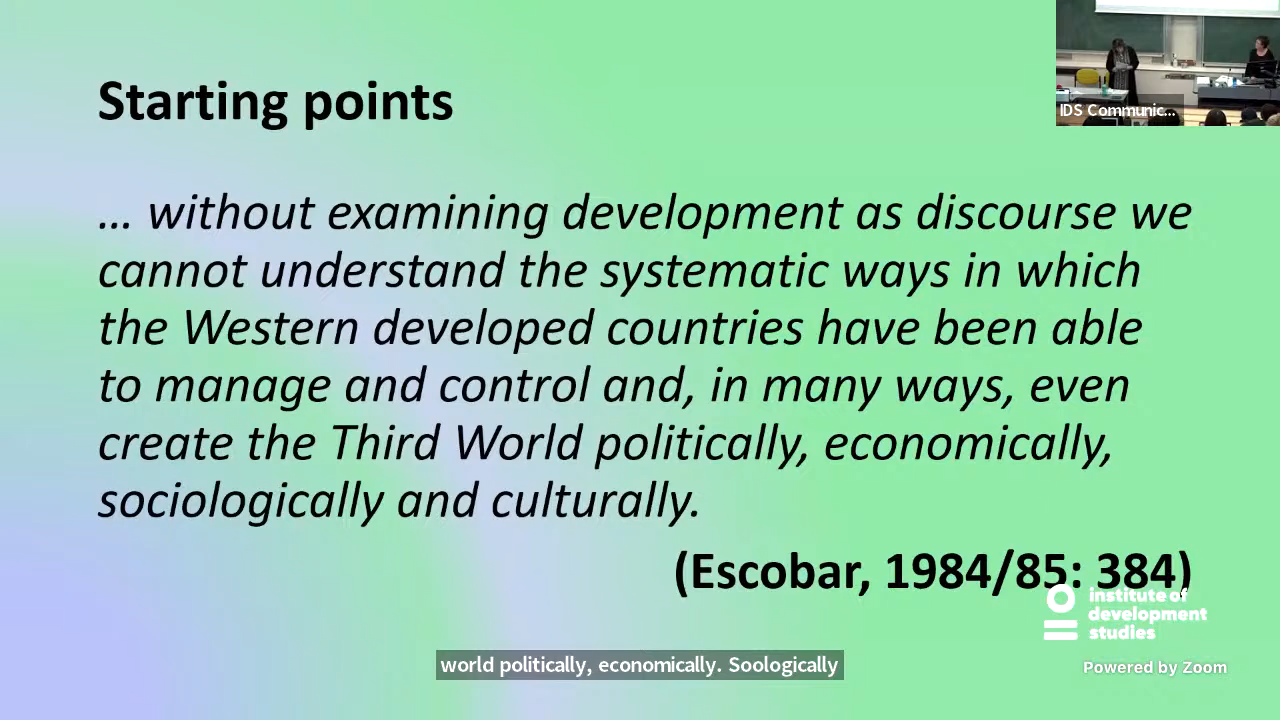 Starting points
IDS Communic...
... without examining development as discourse we
cannot understand the systematic ways in which
the Western developed countries have been able
to manage and control and, in many ways, even
create the Third World politically, economically,
sociologically and culturally.
(Escobar, 1984/85: 384)
institute of
development
studies
world politically, economically. Soologically
Powered by Zoom